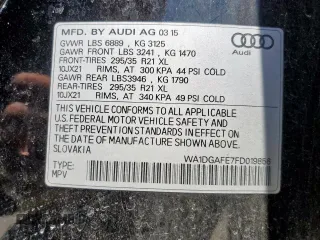 MFD. BY AUDI AG 03 15
GVWR LBS 6889 , KG 3125
GAWR FRONT LBS 3241 , KG 1470
FRONT-TIRES 295/35 R21 XL
10JX21 RIMS, AT 300 KPA 44 PSI COLD
GAWR REAR LBS3946 , KG 1790
REAR-TIRES 295/35 R21 XL
10JX21 RIMS, AT 340 KPA 49 PSI COLD
Audi
THIS VEHICLE CONFORMS TO ALL APPLICABLE
U.S. FEDERAL MOTOR VEHICLE SAFETY AND
THEFT PREVENTION STANDARDS IN EFFECT ON
THE DATE OF MANUFACTURE SHOWN ABOVE.
SLOVAKIA
WA1DGAFE7FD019856
TYPE:
MPV